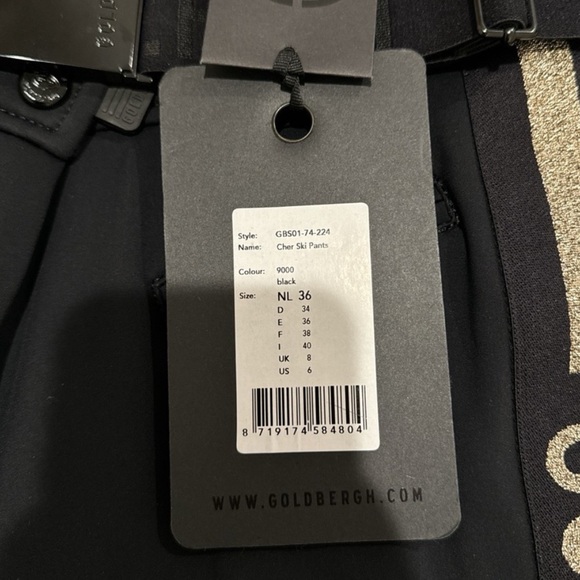 Style: GBS01-74-224
Name: Cher Ski Pants
Colour: 9000
black
Size: NL 36
D 34
E 36
F 38
I 40
UK 8
US 6
8 719174 584804
WWW.GOLDBERGH.COM